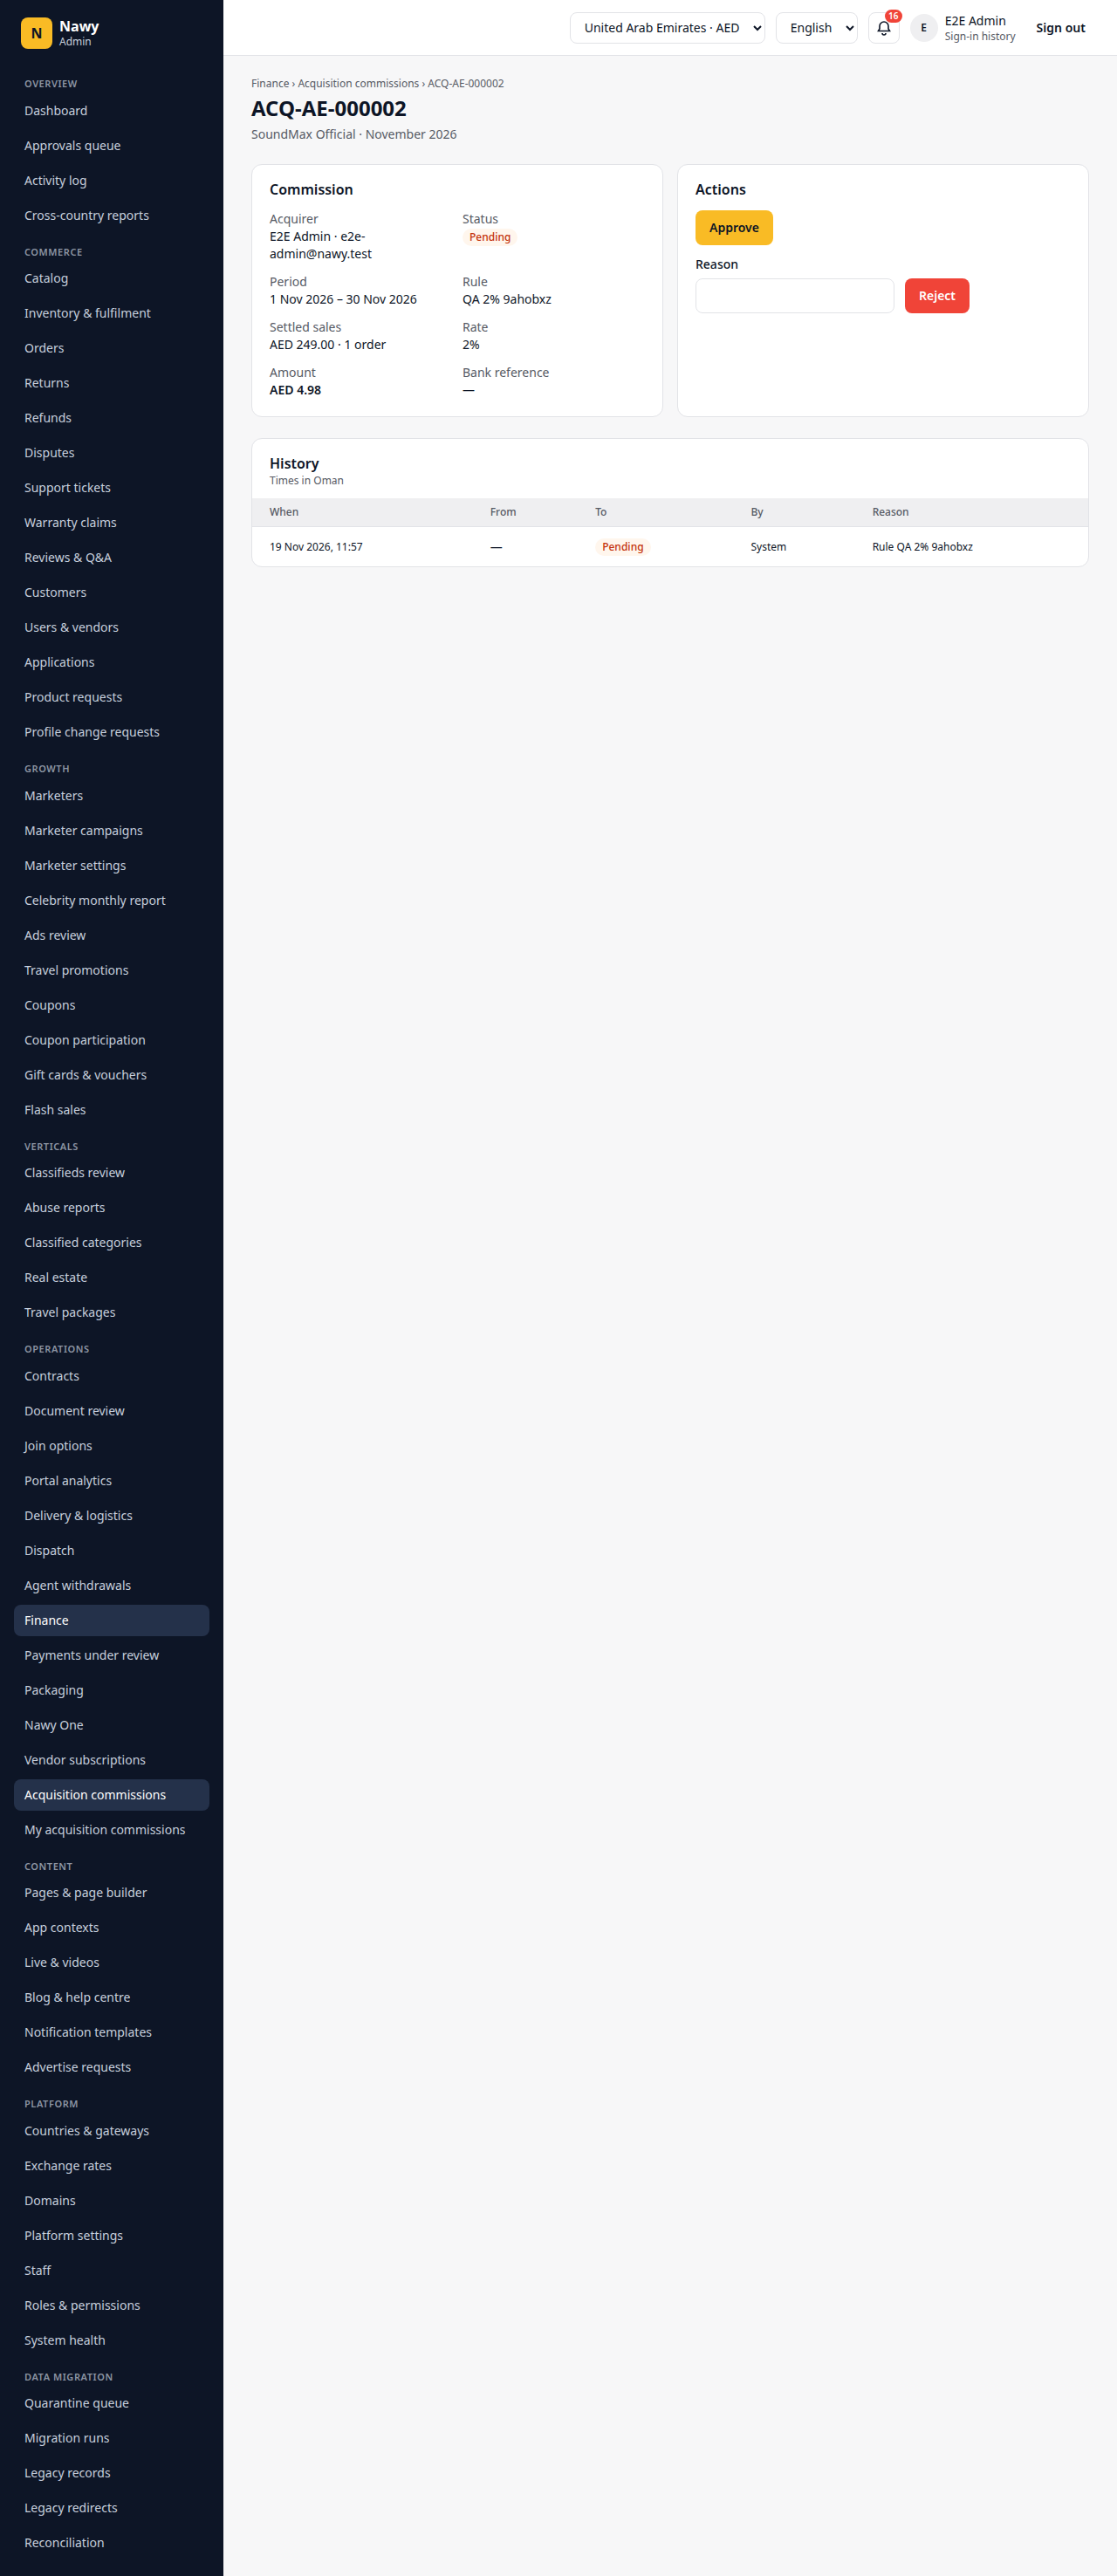 N
Nawy
Admin
OVERVIEW
Dashboard
Approvals queue
Activity log
Cross-country reports
COMMERCE
Catalog
Inventory & fulfilment
Orders
Returns
Refunds
Disputes
Support tickets
Warranty claims
Reviews & Q&A
Customers
Users & vendors
Applications
Product requests
Profile change requests
GROWTH
Marketers
Marketer campaigns
Marketer settings
Celebrity monthly report
Ads review
Travel promotions
Coupons
Coupon participation
Gift cards & vouchers
Flash sales
VERTICALS
Classifieds review
Abuse reports
Classified categories
Real estate
Travel packages
OPERATIONS
Contracts
Document review
Join options
Portal analytics
Delivery & logistics
Dispatch
Agent withdrawals
Finance
Payments under review
Packaging
Nawy One
Vendor subscriptions
Acquisition commissions
My acquisition commissions
CONTENT
Pages & page builder
App contexts
Live & videos
Blog & help centre
Notification templates
Advertise requests
PLATFORM
Countries & gateways
Exchange rates
Domains
Platform settings
Staff
Roles & permissions
System health
DATA MIGRATION
Quarantine queue
Migration runs
Legacy records
Legacy redirects
Reconciliation
United Arab Emirates · AED
English
16
E
E2E Admin
Sign-in history
Sign out
Finance › Acquisition commissions › ACQ-AE-000002
ACQ-AE-000002
SoundMax Official · November 2026
Commission
Acquirer
E2E Admin · e2e-
admin@nawy.test
Status
Pending
Period
1 Nov 2026 – 30 Nov 2026
Rule
QA 2% 9ahobxz
Settled sales
AED 249.00 · 1 order
Rate
2%
Amount
AED 4.98
Bank reference
—
Actions
Approve
Reason
Reject
History
Times in Oman
When From To By Reason
19 Nov 2026, 11:57 — Pending System Rule QA 2% 9ahobxz